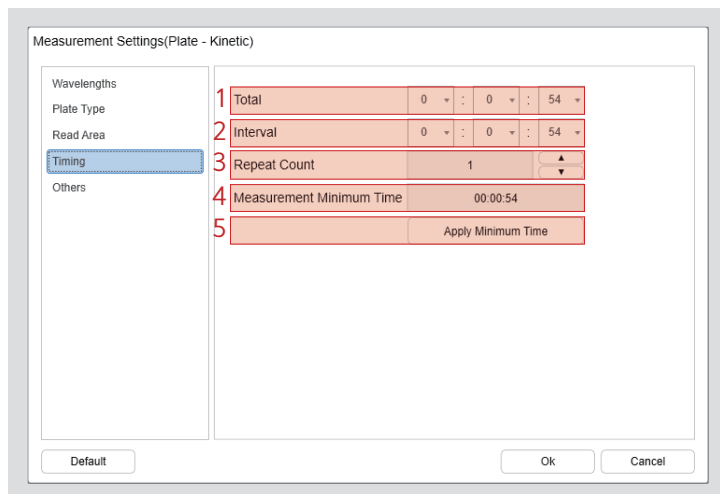 Measurement Settings(Plate - Kinetic)
Wavelengths
Plate Type
Read Area
Timing
Others
1 Total 0 : 0 : 54
2 Interval 0 : 0 : 54
3 Repeat Count 1
4 Measurement Minimum Time 00:00:54
5 Apply Minimum Time
Default Ok Cancel